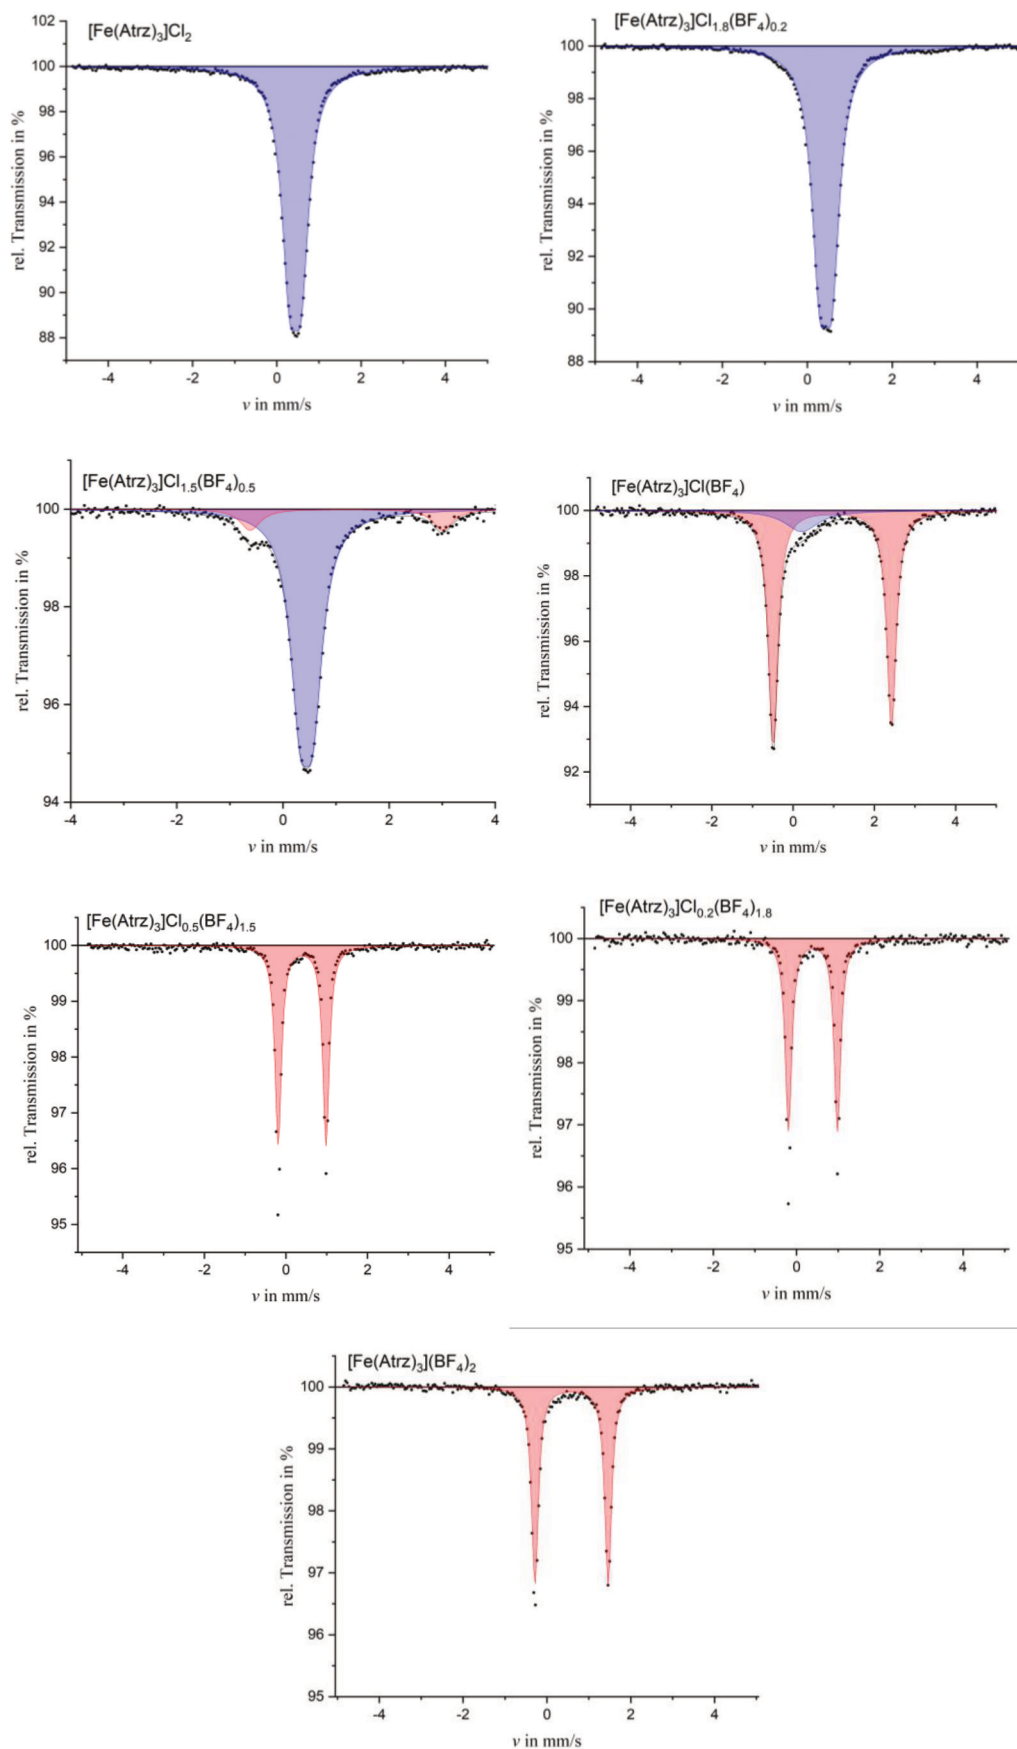 [Fe(Atrz)₃]Cl₂
102
100
98
96
94
92
90
88
rel. Transmission in %
-4 -2 0 2 4
v in mm/s
[Fe(Atrz)₃]Cl₁.₈(BF₄)₀.₂
100
98
96
94
92
90
88
rel. Transmission in %
-4 -2 0 2 4
v in mm/s
[Fe(Atrz)₃]Cl₁.₅(BF₄)₀.₅
100
98
96
94
rel. Transmission in %
-4 -2 0 2 4
v in mm/s
[Fe(Atrz)₃]Cl(BF₄)
100
98
96
94
92
rel. Transmission in %
-4 -2 0 2 4
v in mm/s
[Fe(Atrz)₃]Cl₀.₅(BF₄)₁.₅
100
99
98
97
96
95
rel. Transmission in %
-4 -2 0 2 4
v in mm/s
[Fe(Atrz)₃]Cl₀.₂(BF₄)₁.₈
100
99
98
97
96
95
rel. Transmission in %
-4 -2 0 2 4
v in mm/s
[Fe(Atrz)₃](BF₄)₂
100
99
98
97
96
95
rel. Transmission in %
-4 -2 0 2 4
v in mm/s